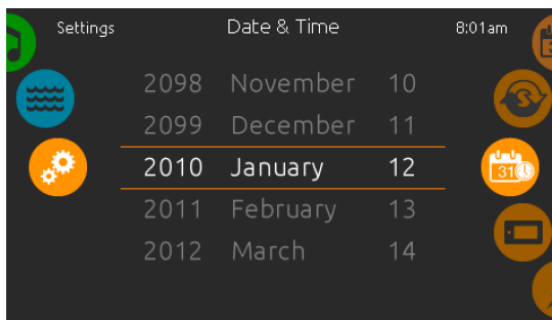 Settings Date & Time 8:01am
2098 November 10
2099 December 11
2010 January 12
31
2011 February 13
2012 March 14